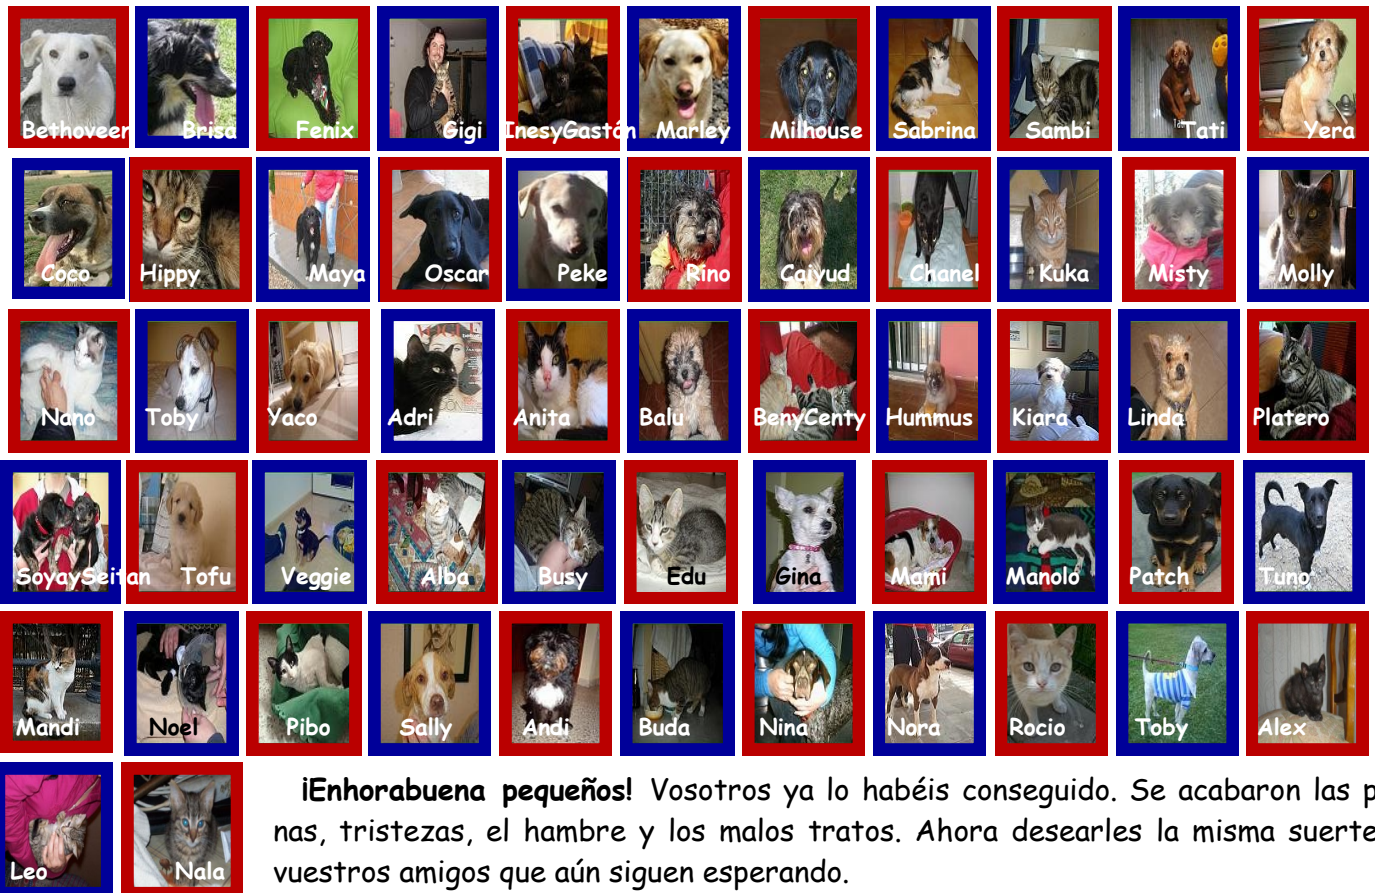 Bethoveen Brisa Fenix Gigi InesyGastón Marley Milhouse Sabrina Sambi Tati Yera
Coco Hippy Maya Oscar Peke Rino Caiyud Chanel Kuka Misty Molly
Nano Toby Yaco Adri Anita Balu BenyCenty Hummus Kiara Linda Platero
SoyaySeitan Tofu Veggie Alba Busy Edu Gina Mami Manolo Patch Tuno
Mandi Noel Pibo Sally Andi Buda Nina Nora Rocio Toby Alex
Leo Nala
¡Enhorabuena pequeños! Vosotros ya lo habéis conseguido. Se acabaron las p
nas, tristezas, el hambre y los malos tratos. Ahora desearles la misma suerte
vuestros amigos que aún siguen esperando.